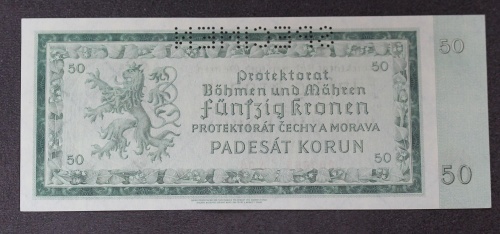 SPECIMEN
50
50
Protektorat
Böhmen und Mähren
Fünfzig Kronen
PROTEKTORÁT ČECHY A MORAVA
PADESÁT KORUN
50
50
50
50